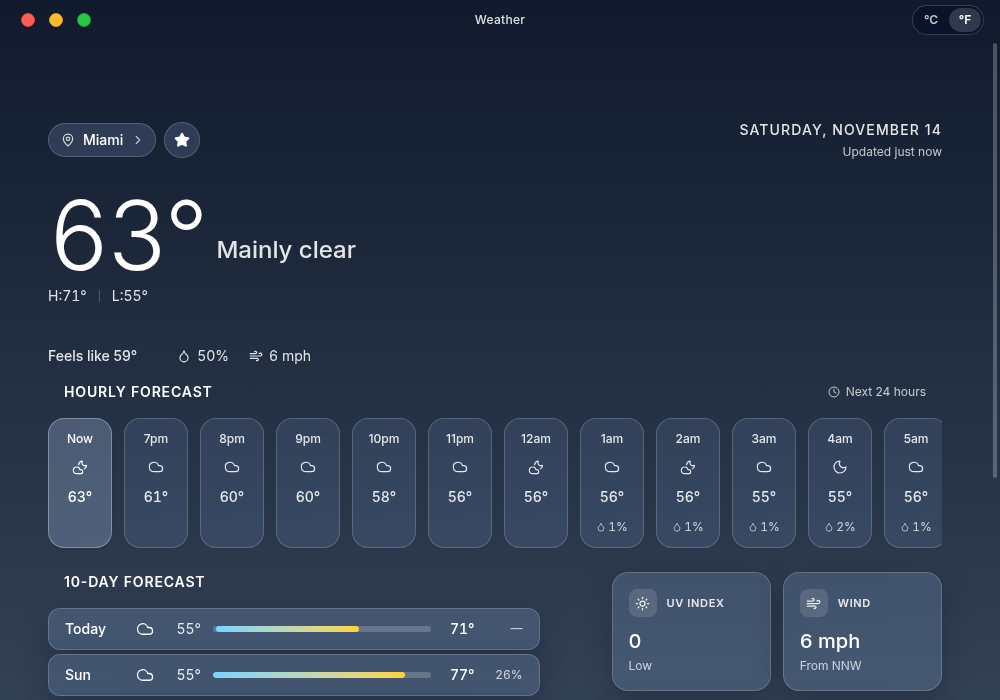 Weather
°C °F
Miami
SATURDAY, NOVEMBER 14
Updated just now
63° Mainly clear
H:71° L:55°
Feels like 59° 50% 6 mph
HOURLY FORECAST
Next 24 hours
Now 7pm 8pm 9pm 10pm 11pm 12am 1am 2am 3am 4am 5am
63° 61° 60° 60° 58° 56° 56° 56° 56° 55° 55° 56°
1% 1% 1% 2% 1%
10-DAY FORECAST
Today 55° 71° —
Sun 55° 77° 26%
UV INDEX
0
Low
WIND
6 mph
From NNW